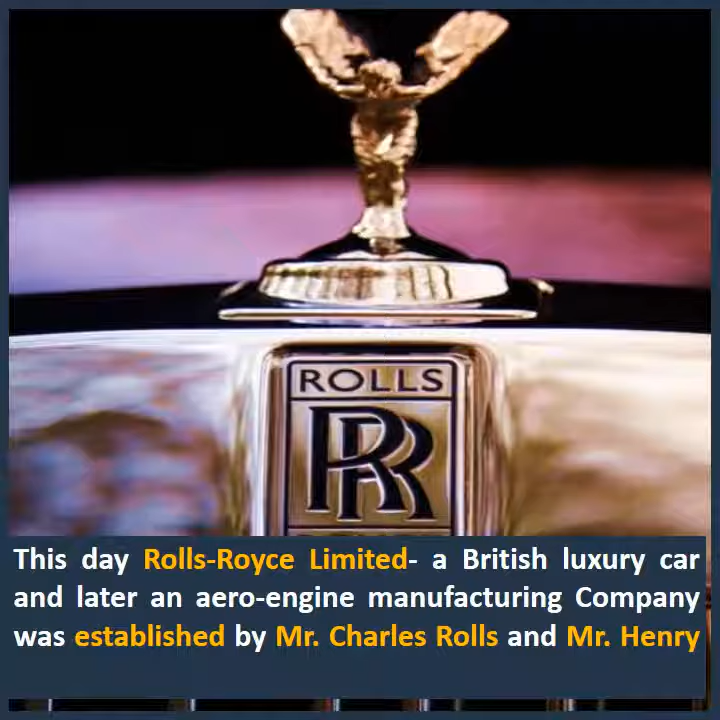 ROLLS
RR
This day Rolls-Royce Limited- a British luxury car
and later an aero-engine manufacturing Company
was established by Mr. Charles Rolls and Mr. Henry